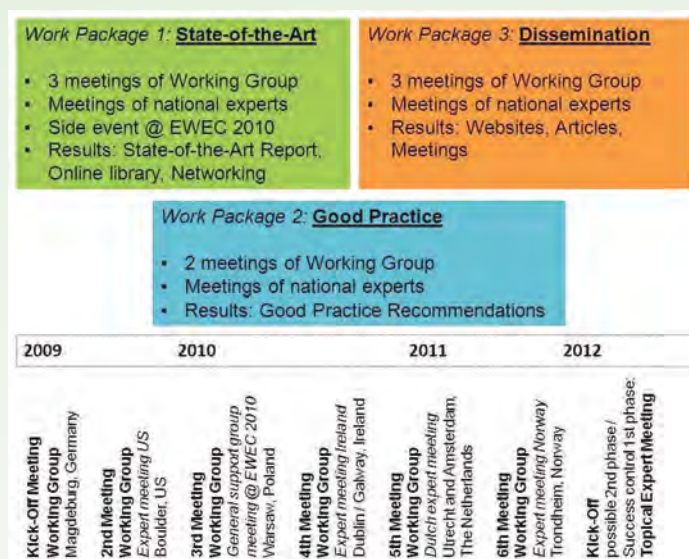 Work Package 1: State-of-the-Art
• 3 meetings of Working Group
• Meetings of national experts
• Side event @ EWEC 2010
• Results: State-of-the-Art Report,
Online library, Networking
Work Package 3: Dissemination
• 3 meetings of Working Group
• Meetings of national experts
• Results: Websites, Articles,
Meetings
Work Package 2: Good Practice
• 2 meetings of Working Group
• Meetings of national experts
• Results: Good Practice Recommendations
2009 2010 2011 2012
Kick-Off Meeting
Working Group
Magdeburg, Germany
2nd Meeting
Working Group
Expert meeting US
Boulder, US
3rd Meeting
Working Group
General support group
meeting @ EWEC 2010
Warsaw, Poland
4th Meeting
Working Group
Expert meeting Ireland
Dublin / Galway, Ireland
5th Meeting
Working Group
Dutch expert meeting
Utrecht and Amsterdam,
The Netherlands
6th Meeting
Working Group
Expert meeting Norway
Trondheim, Norway
Kick-Off
possible 2nd phase /
Success control 1st phase:
Topical Expert Meeting